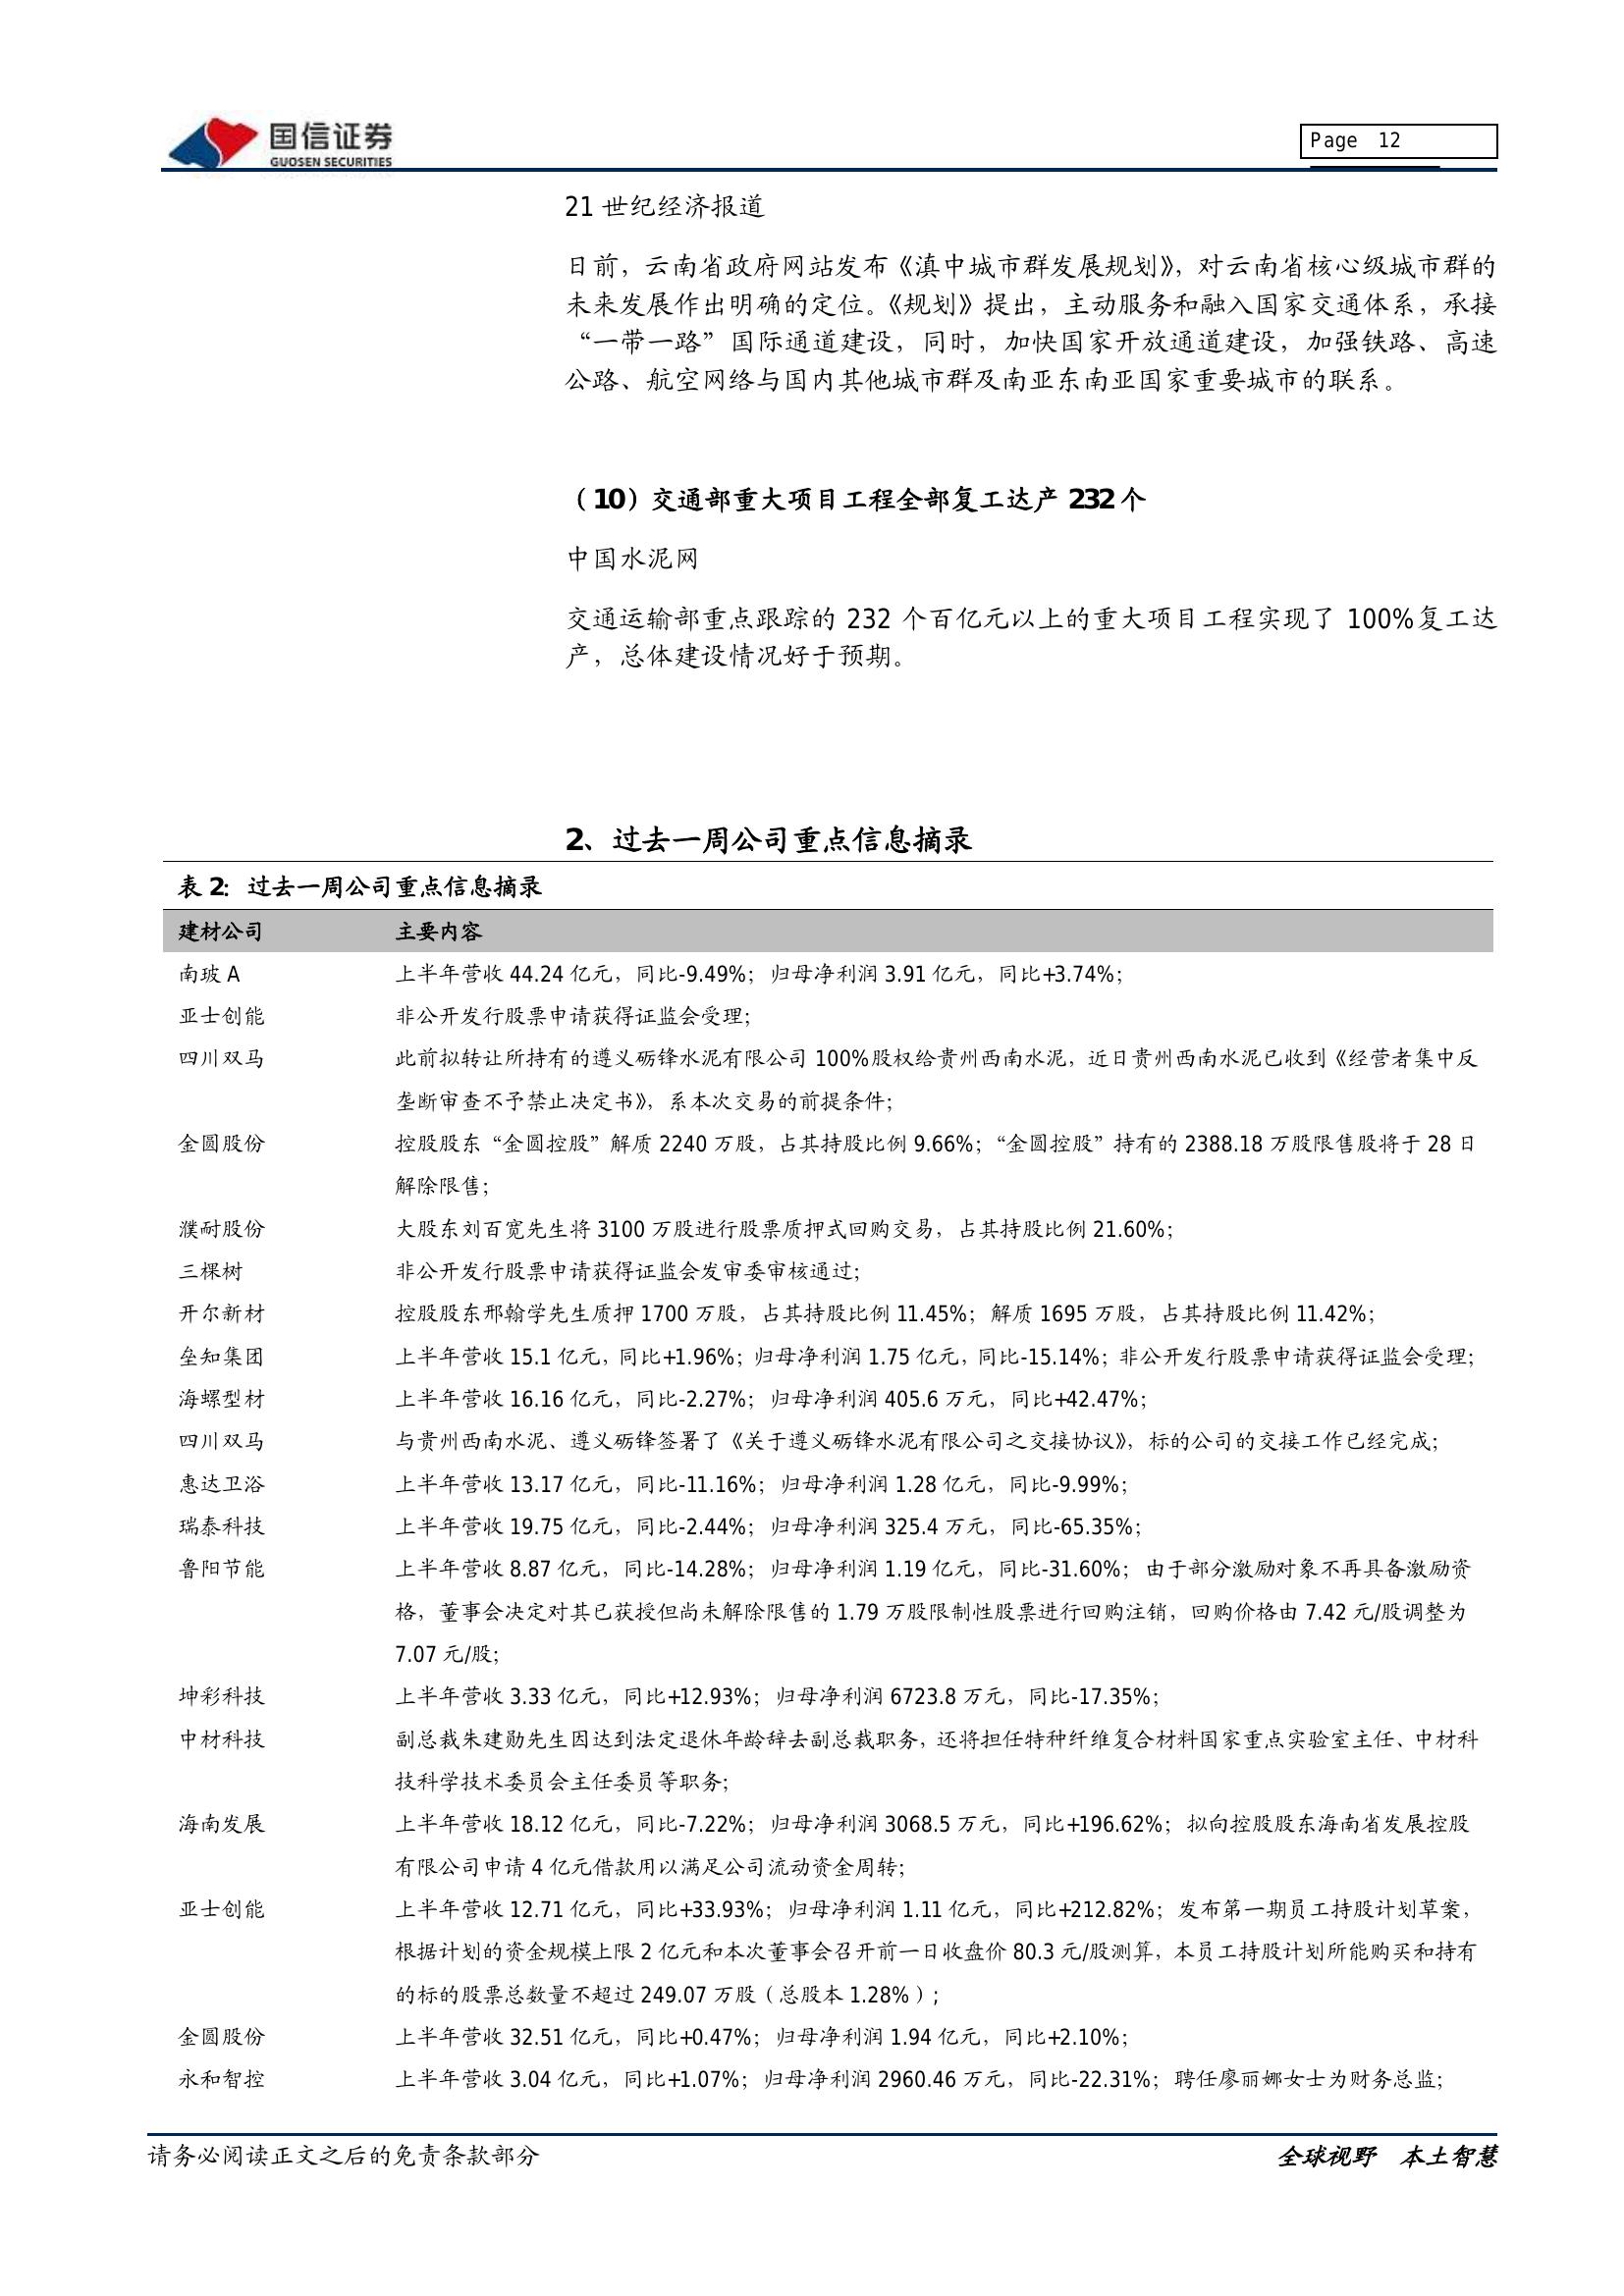 国信证券
GUOSEN SECURITIES
Page 12
21 世纪经济报道
日前，云南省政府网站发布《滇中城市群发展规划》，对云南省核心级城市群的
未来发展作出明确的定位。《规划》提出，主动服务和融入国家交通体系，承接
“一带一路”国际通道建设，同时，加快国家开放通道建设，加强铁路、高速
公路、航空网络与国内其他城市群及南亚东南亚国家重要城市的联系。
（10）交通部重大项目工程全部复工达产 232 个
中国水泥网
交通运输部重点跟踪的 232 个百亿元以上的重大项目工程实现了 100%复工达
产，总体建设情况好于预期。
2、过去一周公司重点信息摘录
表 2：过去一周公司重点信息摘录
建材公司 主要内容
南玻 A 上半年营收 44.24 亿元，同比-9.49%；归母净利润 3.91 亿元，同比+3.74%；
亚士创能 非公开发行股票申请获得证监会受理；
四川双马 此前拟转让所持有的遵义砺锋水泥有限公司 100%股权给贵州西南水泥，近日贵州西南水泥已收到《经营者集中反
垄断审查不予禁止决定书》，系本次交易的前提条件；
金圆股份 控股股东“金圆控股”解质 2240 万股，占其持股比例 9.66%；“金圆控股”持有的 2388.18 万股限售股将于 28 日
解除限售；
濮耐股份 大股东刘百宽先生将 3100 万股进行股票质押式回购交易，占其持股比例 21.60%；
三棵树 非公开发行股票申请获得证监会发审委审核通过；
开尔新材 控股股东邢翰学先生质押 1700 万股，占其持股比例 11.45%；解质 1695 万股，占其持股比例 11.42%；
垒知集团 上半年营收 15.1 亿元，同比+1.96%；归母净利润 1.75 亿元，同比-15.14%；非公开发行股票申请获得证监会受理；
海螺型材 上半年营收 16.16 亿元，同比-2.27%；归母净利润 405.6 万元，同比+42.47%；
四川双马 与贵州西南水泥、遵义砺锋签署了《关于遵义砺锋水泥有限公司之交接协议》，标的公司的交接工作已经完成；
惠达卫浴 上半年营收 13.17 亿元，同比-11.16%；归母净利润 1.28 亿元，同比-9.99%；
瑞泰科技 上半年营收 19.75 亿元，同比-2.44%；归母净利润 325.4 万元，同比-65.35%；
鲁阳节能 上半年营收 8.87 亿元，同比-14.28%；归母净利润 1.19 亿元，同比-31.60%；由于部分激励对象不再具备激励资
格，董事会决定对其已获授但尚未解除限售的 1.79 万股限制性股票进行回购注销，回购价格由 7.42 元/股调整为
7.07 元/股；
坤彩科技 上半年营收 3.33 亿元，同比+12.93%；归母净利润 6723.8 万元，同比-17.35%；
中材科技 副总裁朱建勋先生因达到法定退休年龄辞去副总裁职务，还将担任特种纤维复合材料国家重点实验室主任、中材科
技科学技术委员会主任委员等职务；
海南发展 上半年营收 18.12 亿元，同比-7.22%；归母净利润 3068.5 万元，同比+196.62%；拟向控股股东海南省发展控股
有限公司申请 4 亿元借款用以满足公司流动资金周转；
亚士创能 上半年营收 12.71 亿元，同比+33.93%；归母净利润 1.11 亿元，同比+212.82%；发布第一期员工持股计划草案，
根据计划的资金规模上限 2 亿元和本次董事会召开前一日收盘价 80.3 元/股测算，本员工持股计划所能购买和持有
的标的股票总数量不超过 249.07 万股（总股本 1.28%）；
金圆股份 上半年营收 32.51 亿元，同比+0.47%；归母净利润 1.94 亿元，同比+2.10%；
永和智控 上半年营收 3.04 亿元，同比+1.07%；归母净利润 2960.46 万元，同比-22.31%；聘任廖丽娜女士为财务总监；
请务必阅读正文之后的免责条款部分 全球视野 本土智慧